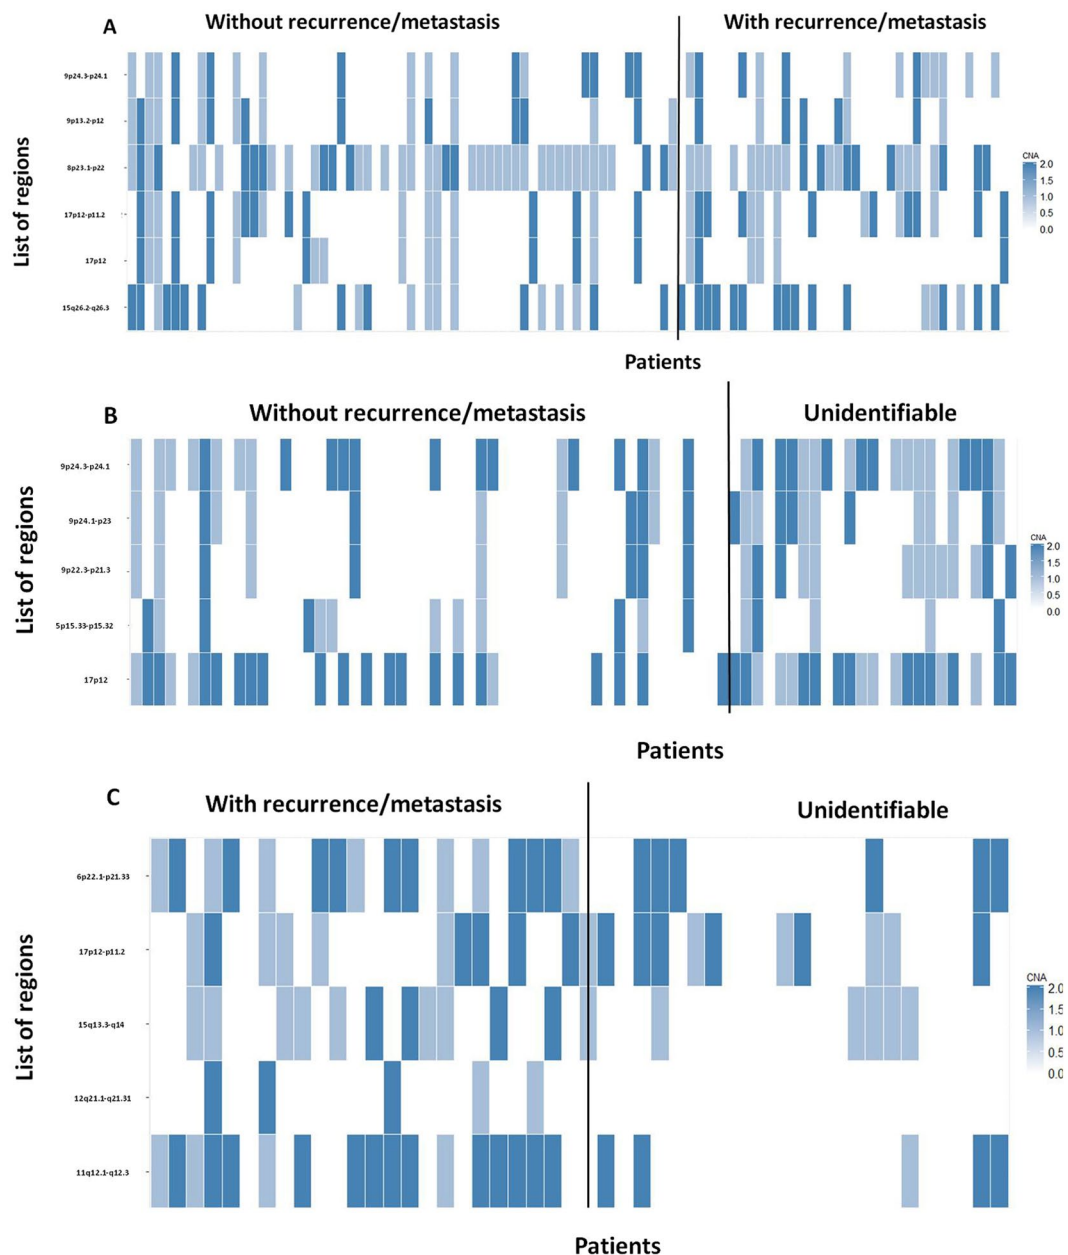 A
Without recurrence/metastasis
With recurrence/metastasis
List of regions
9p24.3-p24.1
9p13.2-p12
8p23.1-p22
17p12-p11.2
17p12
15q26.2-q26.3
CNA
2.0
1.5
1.0
0.5
0.0
Patients
B
Without recurrence/metastasis
Unidentifiable
List of regions
9p24.3-p24.1
9p24.1-p23
9p22.3-p21.3
5p15.33-p15.32
17p12
CNA
2.0
1.5
1.0
0.5
0.0
Patients
C
With recurrence/metastasis
Unidentifiable
List of regions
6p22.1-p21.33
17p12-p11.2
15q13.3-q14
12q21.1-q21.31
11q12.1-q12.3
CNA
2.0
1.5
1.0
0.5
0.0
Patients